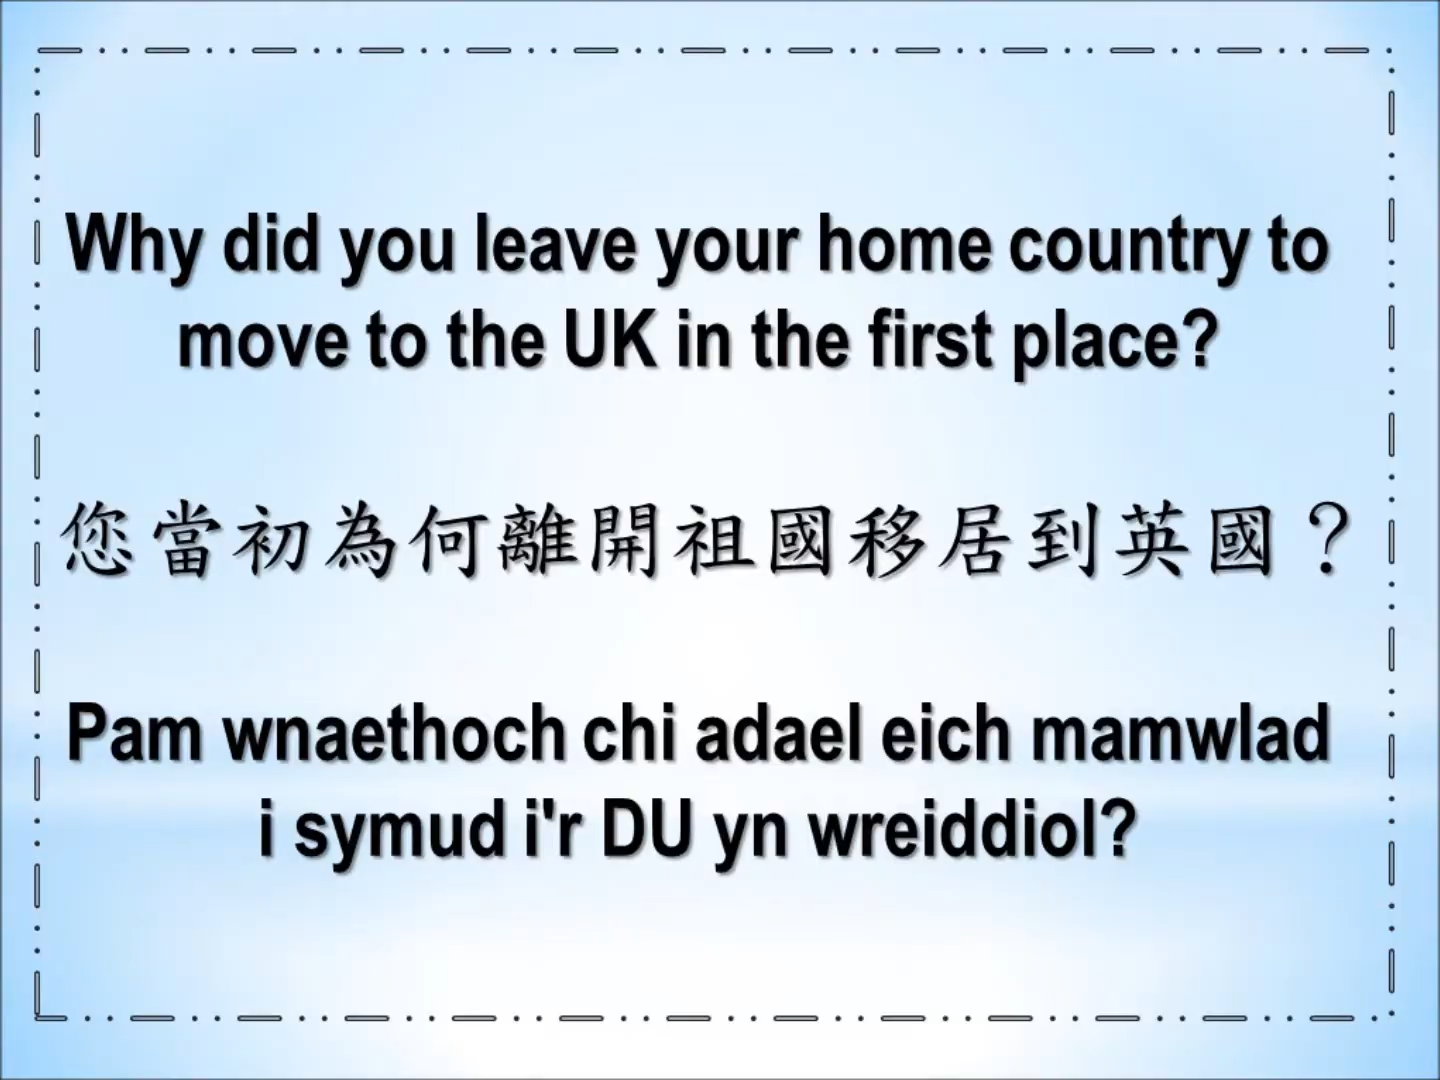 Why did you leave your home country to
move to the UK in the first place?
您當初為何離開祖國移居到英國？
Pam wnaethoch chi adael eich mamwlad
i symud i'r DU yn wreiddiol?